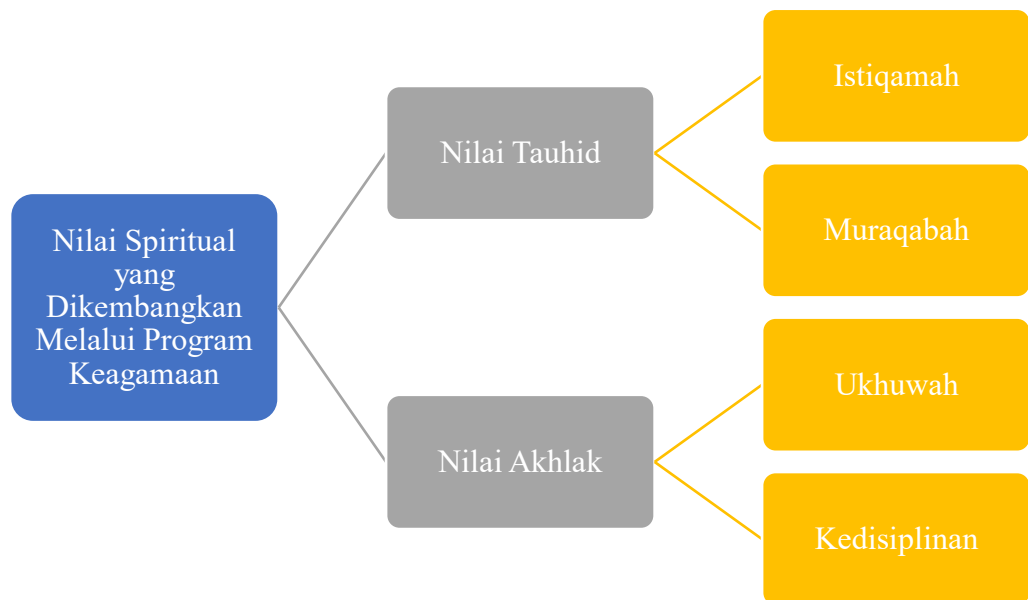 Nilai Spiritual
yang
Dikembangkan
Melalui Program
Keagamaan
Nilai Tauhid
Istiqamah
Muraqabah
Nilai Akhlak
Ukhuwah
Kedisiplinan